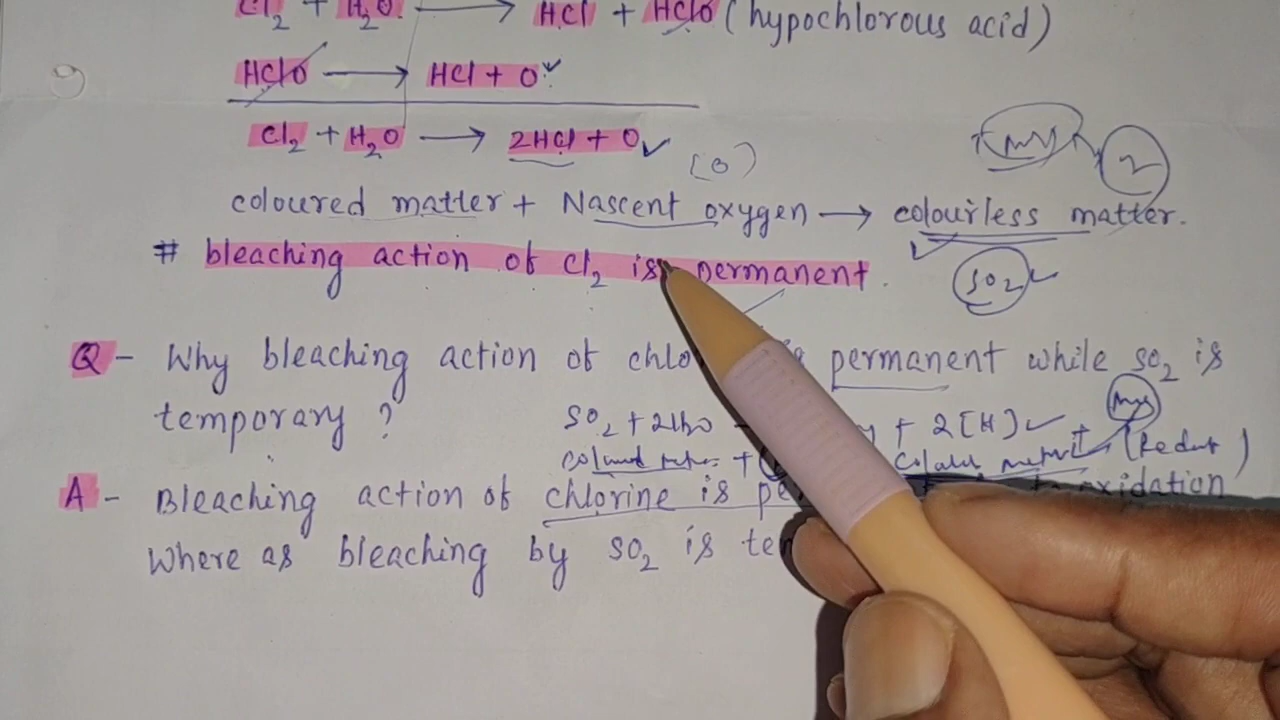 Cl2 + H2O ⟶ HCl + HClO (hypochlorous acid)
HClO ⟶ HCl + O
Cl2 + H2O ⟶ 2HCl + O
(O)
2
coloured matter + Nascent oxygen ⟶ colourless matter.
# bleaching action of Cl2 is permanent.
SO2
Q - Why bleaching action of chlo permanent while SO2 is
temporary ?
SO2 + 2H2O + 2[H] +
A - Bleaching action of chlorine is pe oxidation
Where as bleaching by SO2 is te